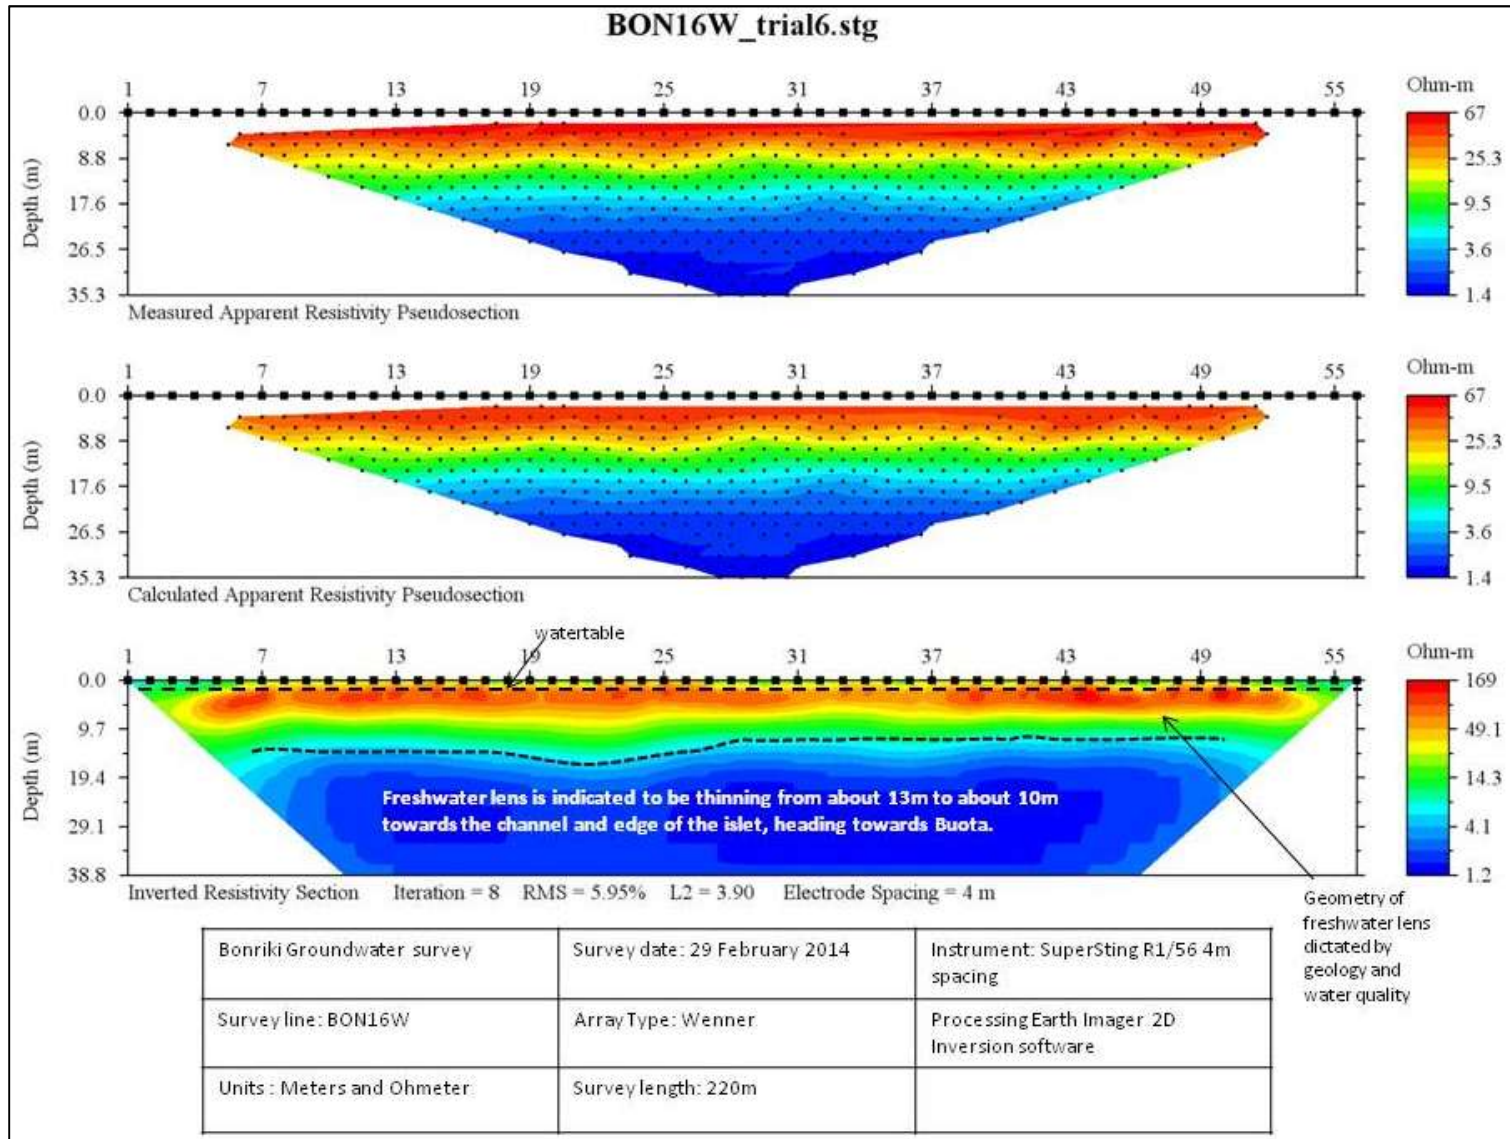 BON16W_trial6.stg
1 7 13 19 25 31 37 43 49 55
Ohm-m
0.0
8.8
17.6
26.5
35.3
Depth (m)
67
25.3
9.5
3.6
1.4
Measured Apparent Resistivity Pseudosection
1 7 13 19 25 31 37 43 49 55
Ohm-m
0.0
8.8
17.6
26.5
35.3
Depth (m)
67
25.3
9.5
3.6
1.4
Calculated Apparent Resistivity Pseudosection
watertable
1 7 13 19 25 31 37 43 49 55
Ohm-m
0.0
9.7
19.4
29.1
38.8
Depth (m)
169
49.1
14.3
4.1
1.2
Freshwater lens is indicated to be thinning from about 13m to about 10m
towards the channel and edge of the islet, heading towards Buota.
Inverted Resistivity Section Iteration = 8 RMS = 5.95% L2 = 3.90 Electrode Spacing = 4 m
Geometry of
freshwater lens
dictated by
geology and
water quality
Bonriki Groundwater survey
Survey date: 29 February 2014
Instrument: SuperSting R1/56 4m
spacing
Survey line: BON16W
Array Type: Wenner
Processing Earth Imager 2D
Inversion software
Units : Meters and Ohmeter
Survey length: 220m